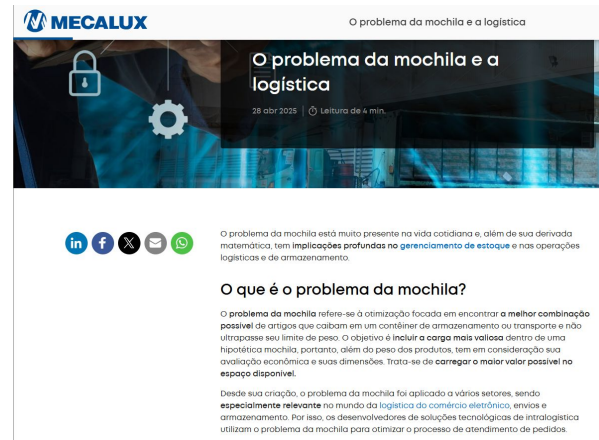 MECALUX
O problema da mochila e a logística
O problema da mochila e a
logística
28 abr 2025 | Leitura de 4 min.
O problema da mochila está muito presente na vida cotidiana e, além de sua derivada
matemática, tem implicações profundas no gerenciamento de estoque e nas operações
logísticas e de armazenamento.
O que é o problema da mochila?
O problema da mochila refere-se à otimização focada em encontrar a melhor combinação
possível de artigos que caibam em um contêiner de armazenamento ou transporte e não
ultrapasse seu limite de peso. O objetivo é incluir a carga mais valiosa dentro de uma
hipotética mochila, portanto, além do peso dos produtos, tem em consideração sua
avaliação econômica e suas dimensões. Trata-se de carregar o maior valor possível no
espaço disponível.
Desde sua criação, o problema da mochila foi aplicado a vários setores, sendo
especialmente relevante no mundo da logística do comércio eletrônico, envios e
armazenamento. Por isso, os desenvolvedores de soluções tecnológicas de intralogística
utilizam o problema da mochila para otimizar o processo de atendimento de pedidos.